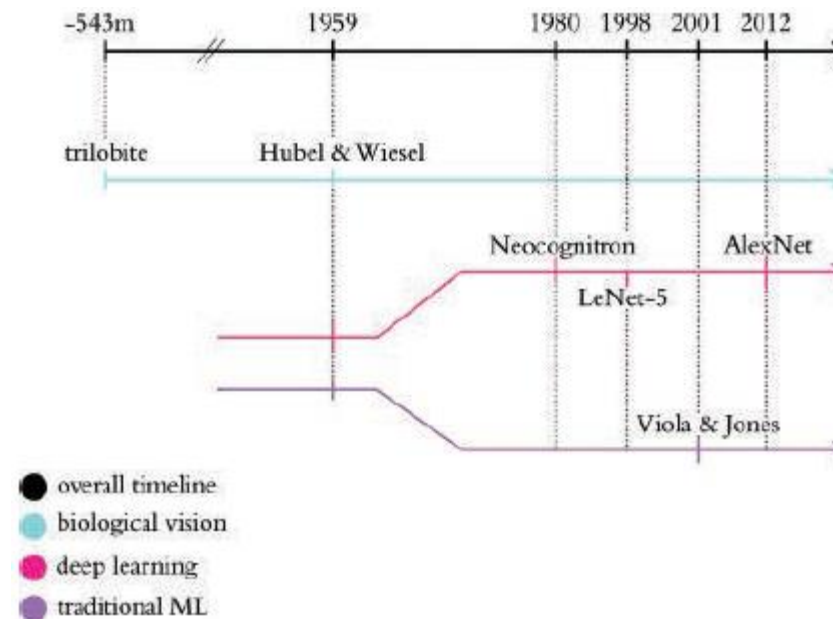 -543m 1959 1980 1998 2001 2012
trilobite Hubel & Wiesel
Neocognitron AlexNet
LeNet-5
Viola & Jones
overall timeline
biological vision
deep learning
traditional ML